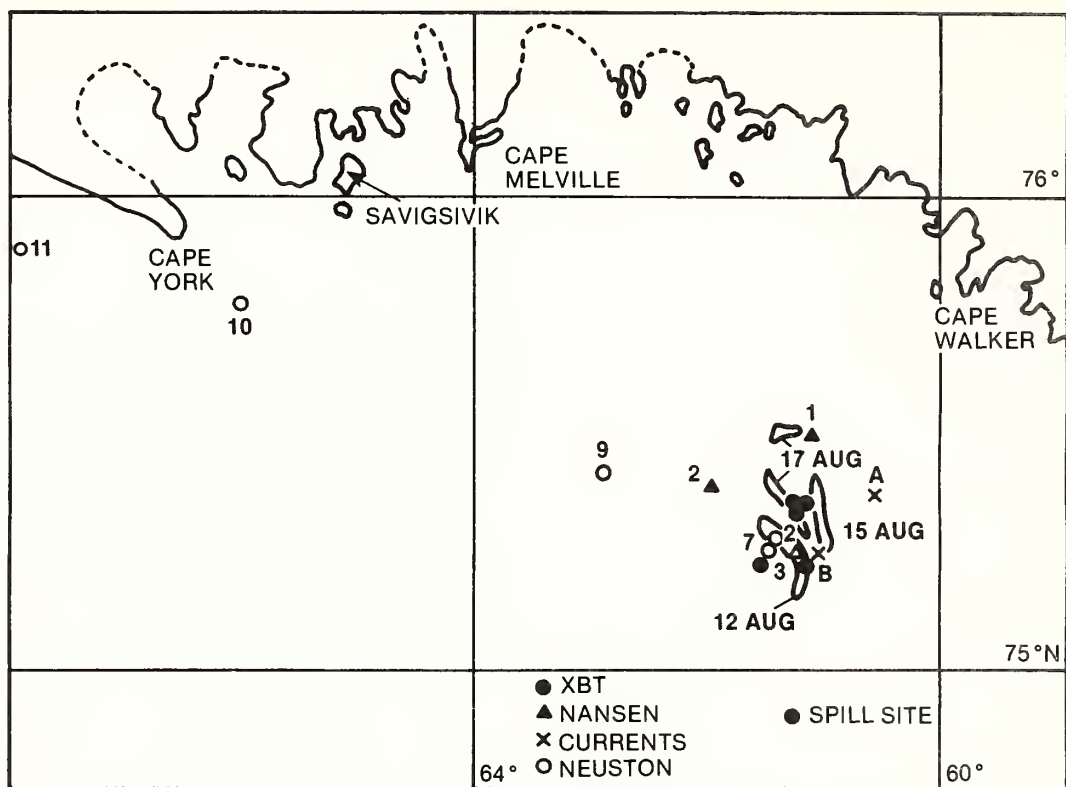 CAPE
MELVILLE
76°
SAVIGSIVIK
11
CAPE
YORK
10
CAPE
WALKER
1
9
17 AUG
2
A
15 AUG
7
2
3
B
12 AUG
75°N
XBT
NANSEN
SPILL SITE
CURRENTS
NEUSTON
64°
60°